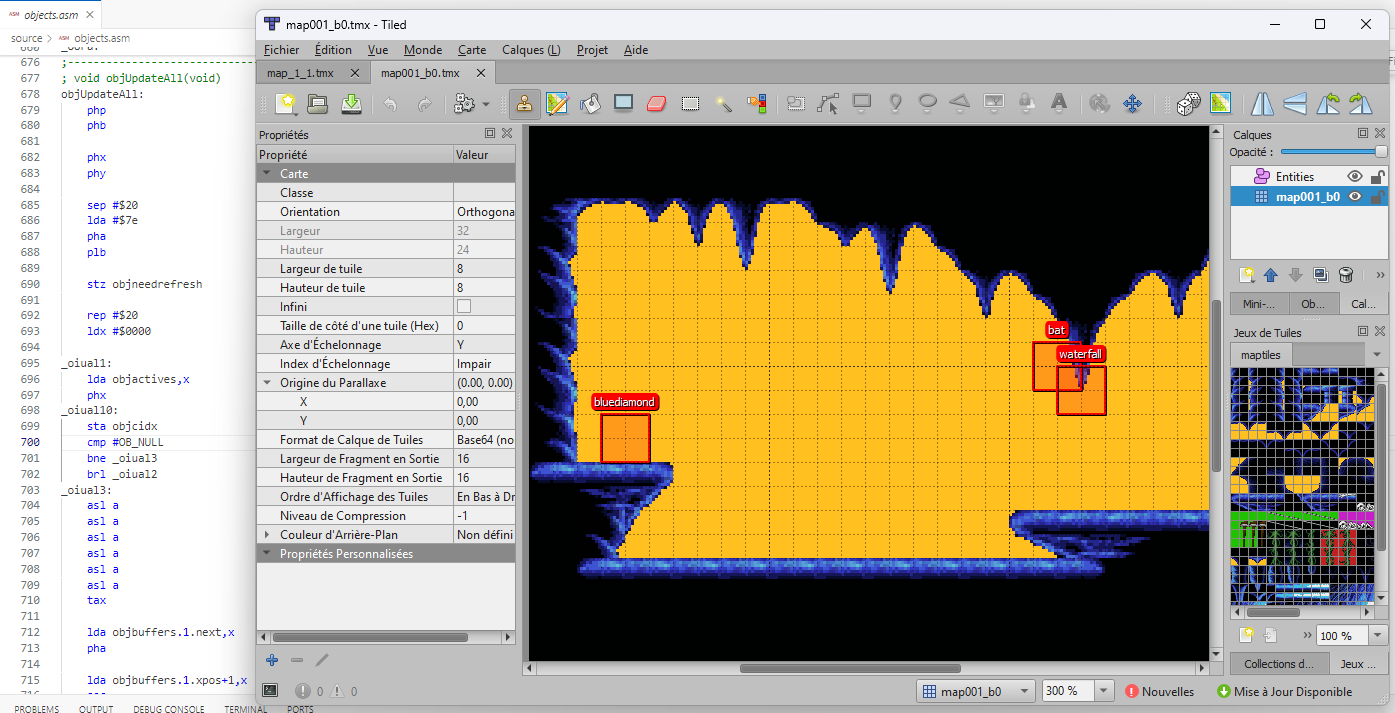 objects.asm
source > objects.asm
676 ;-----------------------------
677 ; void objUpdateAll(void)
678 objUpdateAll:
679 php
680 phb
681
682 phx
683 phy
684
685 sep #$20
686 lda #$7e
687 pha
688 plb
689
690 stz objneedrefresh
691
692 rep #$20
693 ldx #$0000
694
695 _oiual1:
696 lda objactives,x
697 phx
698 _oiual10:
699 sta objcidx
700 cmp #OB_NULL
701 bne _oiual3
702 brl _oiual2
703 _oiual3:
704 asl a
705 asl a
706 asl a
707 asl a
708 asl a
709 asl a
710 tax
711
712 lda objbuffers.1.next,x
713 pha
714
715 lda objbuffers.1.xpos+1,x
PROBLEMS OUTPUT DEBUG CONSOLE TERMINAL PORTS
map001_b0.tmx - Tiled
Fichier Édition Vue Monde Carte Calques (L) Projet Aide
map_1_1.tmx map001_b0.tmx
Propriétés
Propriété Valeur
Carte
Classe
Orientation Orthogona
Largeur 32
Hauteur 24
Largeur de tuile 8
Hauteur de tuile 8
Infini
Taille de côté d'une tuile (Hex) 0
Axe d'Échelonnage Y
Index d'Échelonnage Impair
Origine du Parallaxe (0.00, 0.00)
X 0,00
Y 0,00
Format de Calque de Tuiles Base64 (no
Largeur de Fragment en Sortie 16
Hauteur de Fragment en Sortie 16
Ordre d'Affichage des Tuiles En Bas à Dr
Niveau de Compression -1
Couleur d'Arrière-Plan Non défini
Propriétés Personnalisées
0 0
bat
waterfall
bluediamond
Calques
Opacité :
Entities
map001_b0
Mini-... Ob... Cal...
Jeux de Tuiles
maptiles
100 %
Collections d... Jeux ...
map001_b0 300 % Nouvelles Mise à Jour Disponible